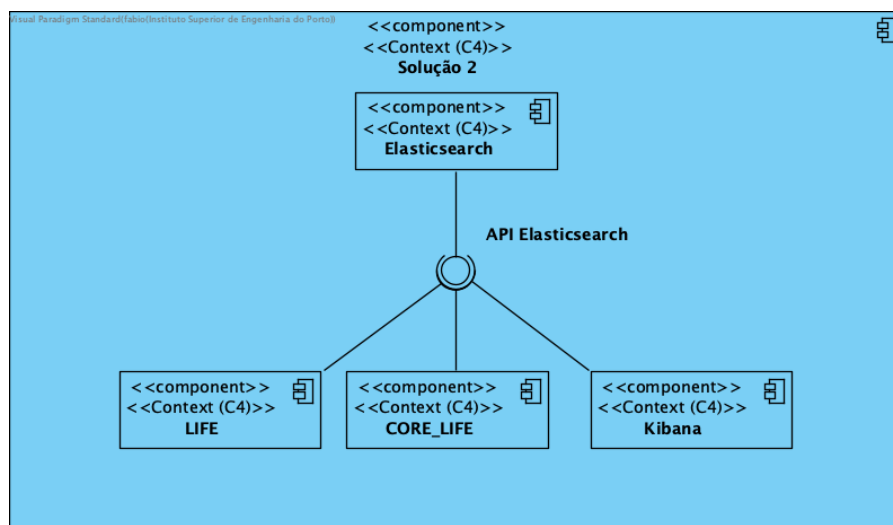 Visual Paradigm Standard(fabio(Instituto Superior de Engenharia do Porto))
<<component>>
<<Context (C4)>>
Solução 2
<<component>>
<<Context (C4)>>
Elasticsearch
API Elasticsearch
<<component>>
<<Context (C4)>>
LIFE
<<component>>
<<Context (C4)>>
CORE_LIFE
<<component>>
<<Context (C4)>>
Kibana